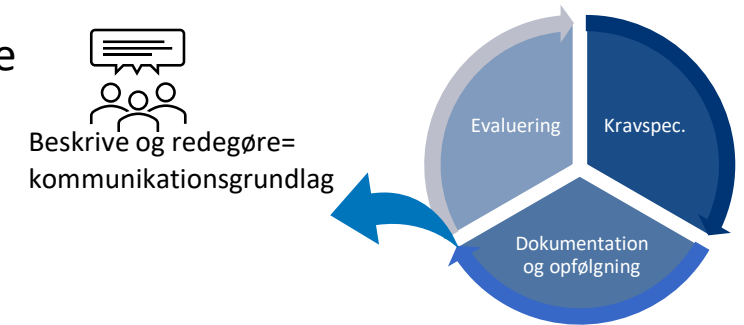 e
Beskrive og redegøre=
kommunikationsgrundlag
Evaluering
Kravspec.
Dokumentation
og opfølgning